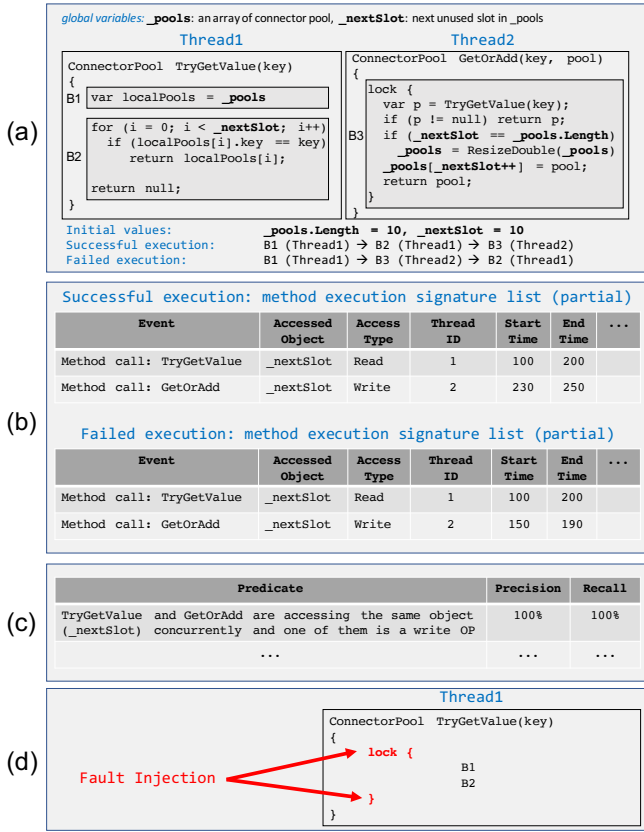 global variables: _pools: an array of connector pool, _nextSlot: next unused slot in _pools
Thread1
Thread2
(a)
ConnectorPool TryGetValue(key)
{
B1 var localPools = _pools
B2
for (i = 0; i < _nextSlot; i++)
if (localPools[i].key == key)
return localPools[i];
return null;
}
ConnectorPool GetOrAdd(key, pool)
{
B3
lock {
var p = TryGetValue(key);
if (p != null) return p;
if (_nextSlot == _pools.Length)
_pools = ResizeDouble(_pools)
_pools[_nextSlot++] = pool;
return pool;
}
}
Initial values: _pools.Length = 10, _nextSlot = 10
Successful execution: B1 (Thread1) → B2 (Thread1) → B3 (Thread2)
Failed execution: B1 (Thread1) → B3 (Thread2) → B2 (Thread1)
(b)
Successful execution: method execution signature list (partial)
Event Accessed Object Access Type Thread ID Start Time End Time ...
Method call: TryGetValue _nextSlot Read 1 100 200
Method call: GetOrAdd _nextSlot Write 2 230 250
Failed execution: method execution signature list (partial)
Event Accessed Object Access Type Thread ID Start Time End Time ...
Method call: TryGetValue _nextSlot Read 1 100 200
Method call: GetOrAdd _nextSlot Write 2 150 190
(c)
Predicate Precision Recall
TryGetValue and GetOrAdd are accessing the same object 100% 100%
(_nextSlot) concurrently and one of them is a write OP
... ... ...
(d)
Thread1
ConnectorPool TryGetValue(key)
{
lock {
B1
Fault Injection
B2
}
}